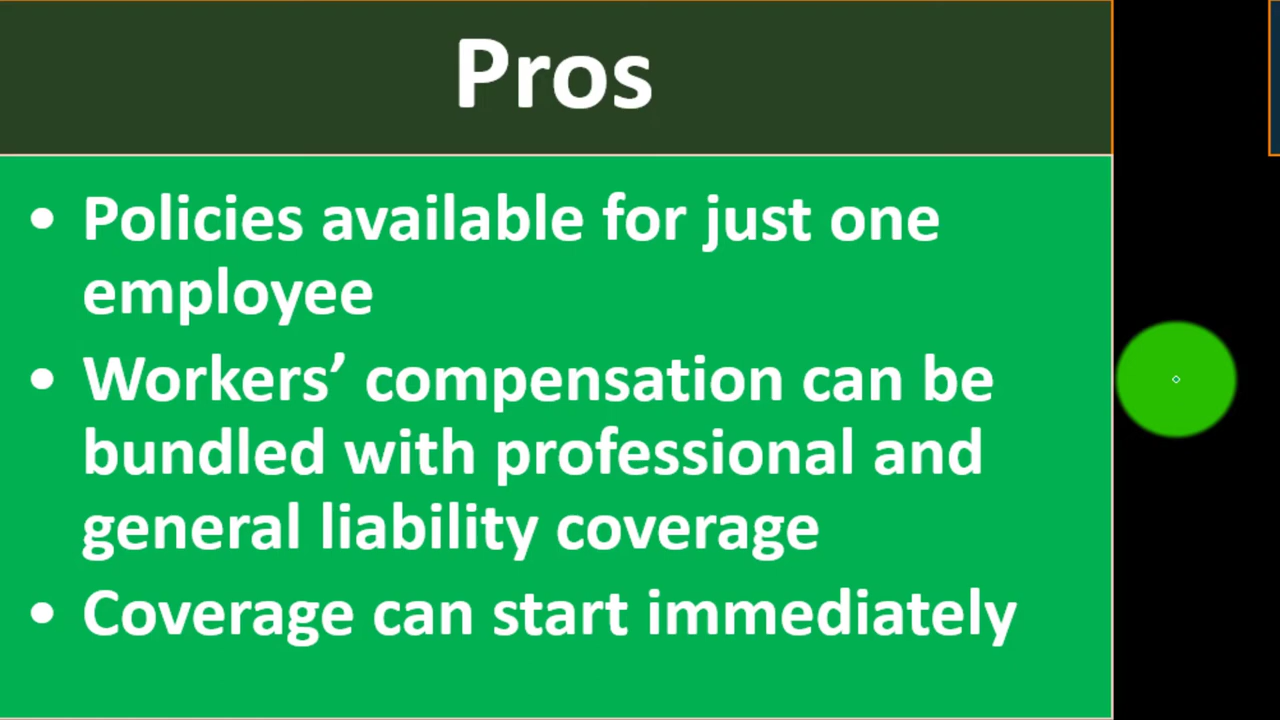 Pros
• Policies available for just one
employee
• Workers’ compensation can be
bundled with professional and
general liability coverage
• Coverage can start immediately